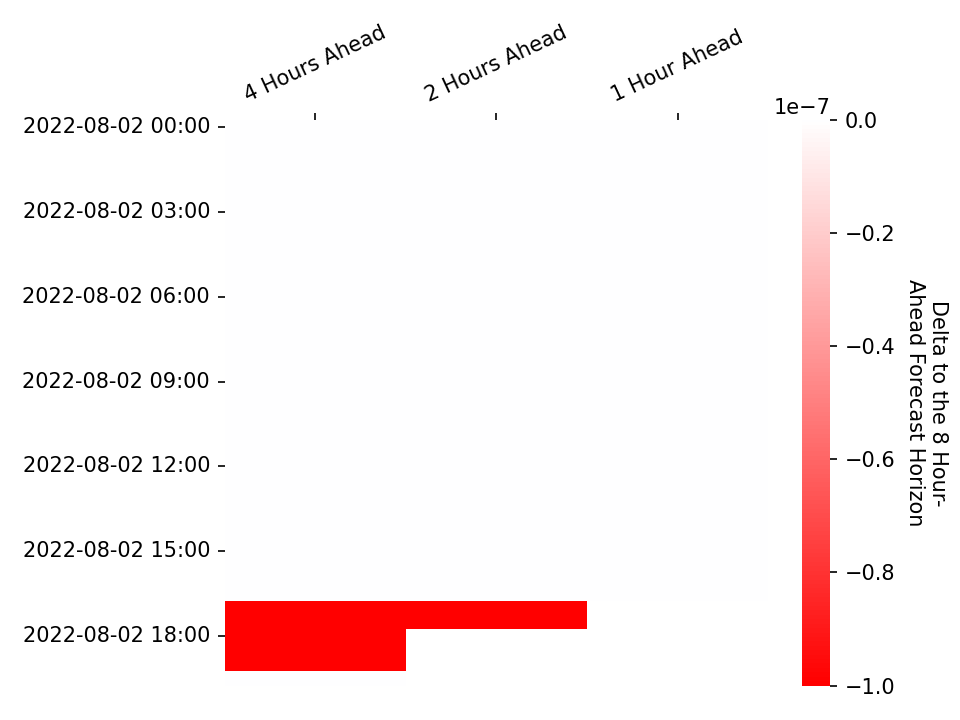 4 Hours Ahead
2 Hours Ahead
1 Hour Ahead
1e−7
2022-08-02 00:00
2022-08-02 03:00
2022-08-02 06:00
2022-08-02 09:00
2022-08-02 12:00
2022-08-02 15:00
2022-08-02 18:00
0.0
−0.2
−0.4
−0.6
−0.8
−1.0
Delta to the 8 Hour-
Ahead Forecast Horizon